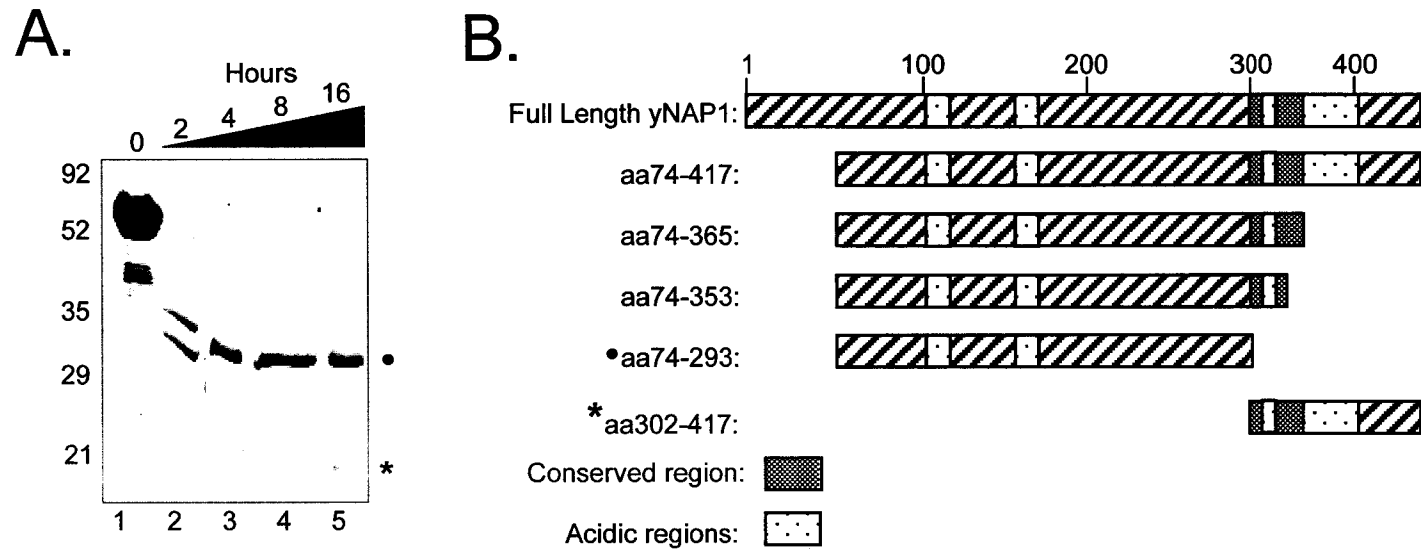 A.
Hours
0 2 4 8 16
92
52
35
29
•
21
*
1 2 3 4 5
B.
1 100 200 300 400
Full Length yNAP1:
aa74-417:
aa74-365:
aa74-353:
•aa74-293:
*aa302-417:
Conserved region:
Acidic regions: